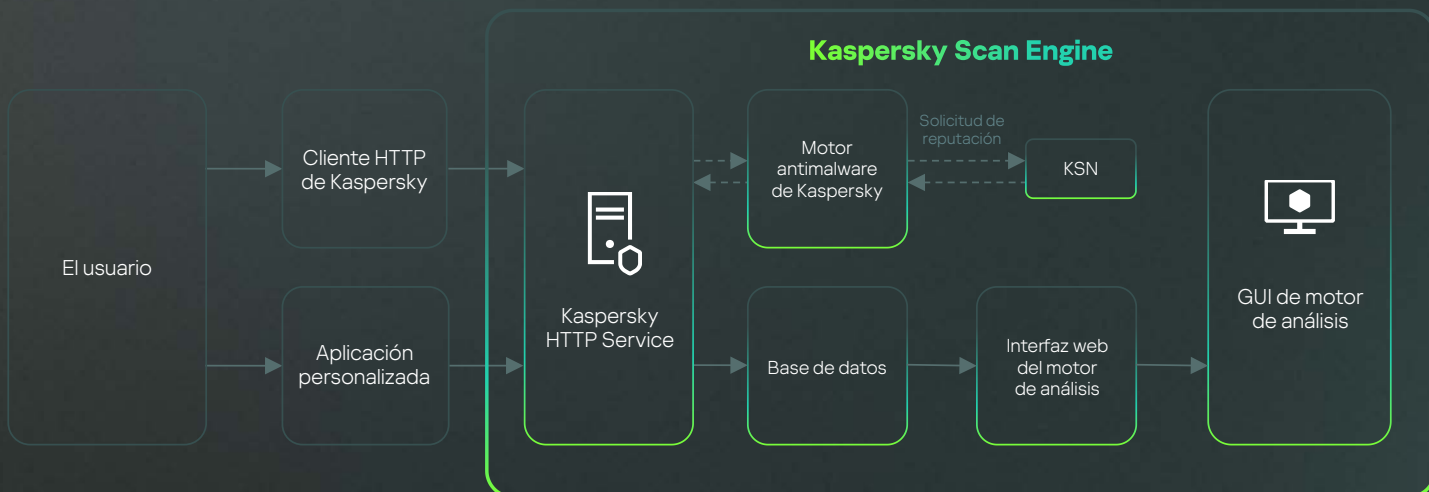 Kaspersky Scan Engine
El usuario
Cliente HTTP
de Kaspersky
Aplicación
personalizada
Kaspersky
HTTP Service
Motor
antimalware
de Kaspersky
Solicitud de
reputación
KSN
Base de datos
Interfaz web
del motor
de análisis
GUI de motor
de análisis